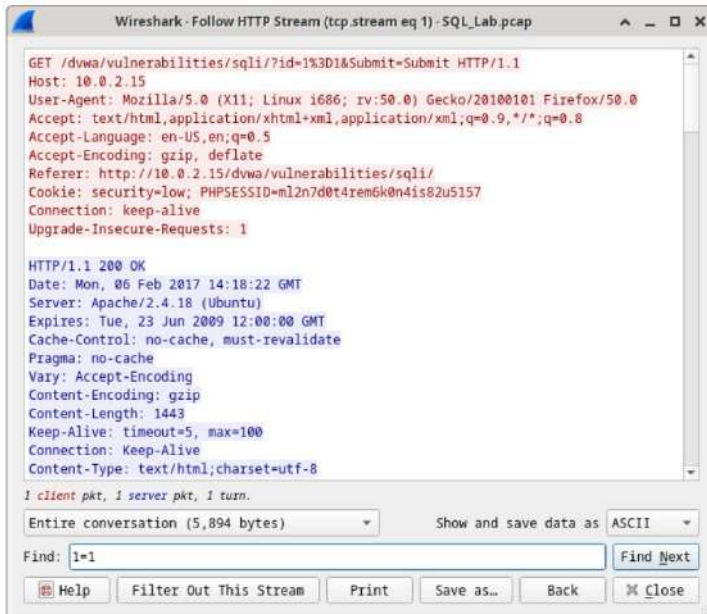 Wireshark - Follow HTTP Stream (tcp.stream eq 1) - SQL_Lab.pcap
GET /dvwa/vulnerabilities/sqli/?id=1%3D1&Submit=Submit HTTP/1.1
Host: 10.0.2.15
User-Agent: Mozilla/5.0 (X11; Linux i686; rv:50.0) Gecko/20100101 Firefox/50.0
Accept: text/html,application/xhtml+xml,application/xml;q=0.9,*/*;q=0.8
Accept-Language: en-US,en;q=0.5
Accept-Encoding: gzip, deflate
Referer: http://10.0.2.15/dvwa/vulnerabilities/sqli/
Cookie: security=low; PHPSESSID=ml2n7d0t4rem6k0n4is82u5157
Connection: keep-alive
Upgrade-Insecure-Requests: 1
HTTP/1.1 200 OK
Date: Mon, 06 Feb 2017 14:18:22 GMT
Server: Apache/2.4.18 (Ubuntu)
Expires: Tue, 23 Jun 2009 12:00:00 GMT
Cache-Control: no-cache, must-revalidate
Pragma: no-cache
Vary: Accept-Encoding
Content-Encoding: gzip
Content-Length: 1443
Keep-Alive: timeout=5, max=100
Connection: Keep-Alive
Content-Type: text/html;charset=utf-8
1 client pkt, 1 server pkt, 1 turn.
Entire conversation (5,894 bytes) Show and save data as ASCII
Find: 1=1 Find Next
Help Filter Out This Stream Print Save as... Back Close